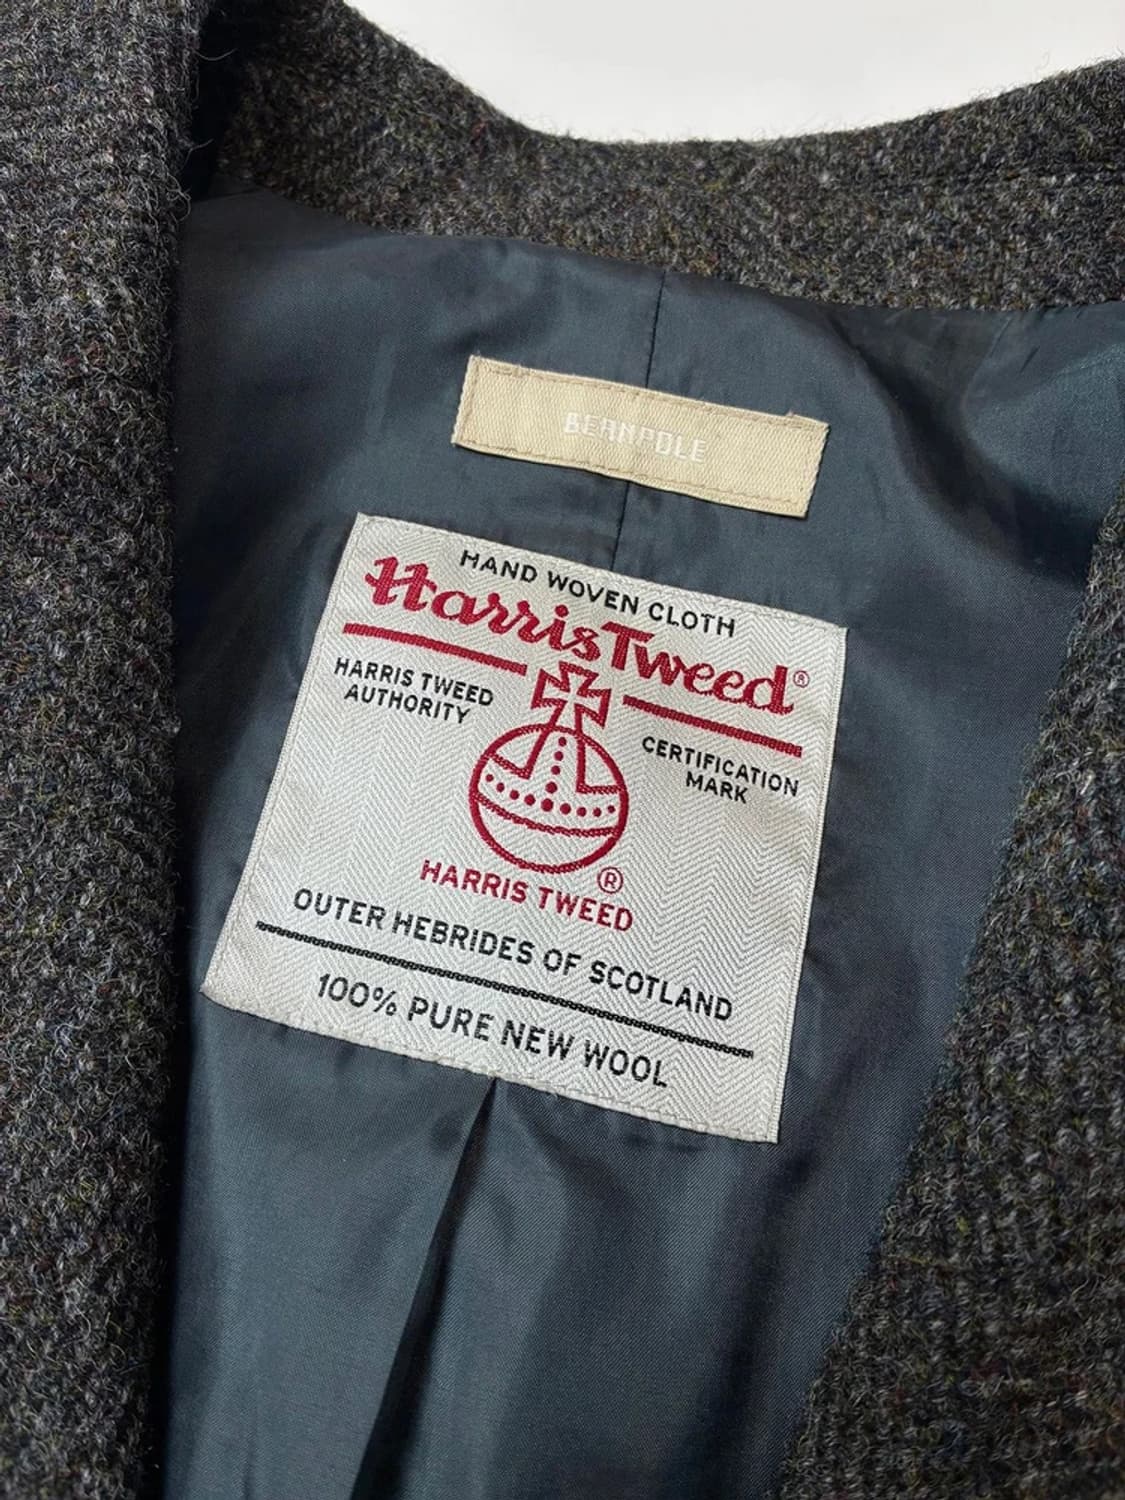 BEANPOLE
HAND WOVEN CLOTH
Harris Tweed®
HARRIS TWEED
AUTHORITY
CERTIFICATION
MARK
®
HARRIS TWEED
OUTER HEBRIDES OF SCOTLAND
100% PURE NEW WOOL